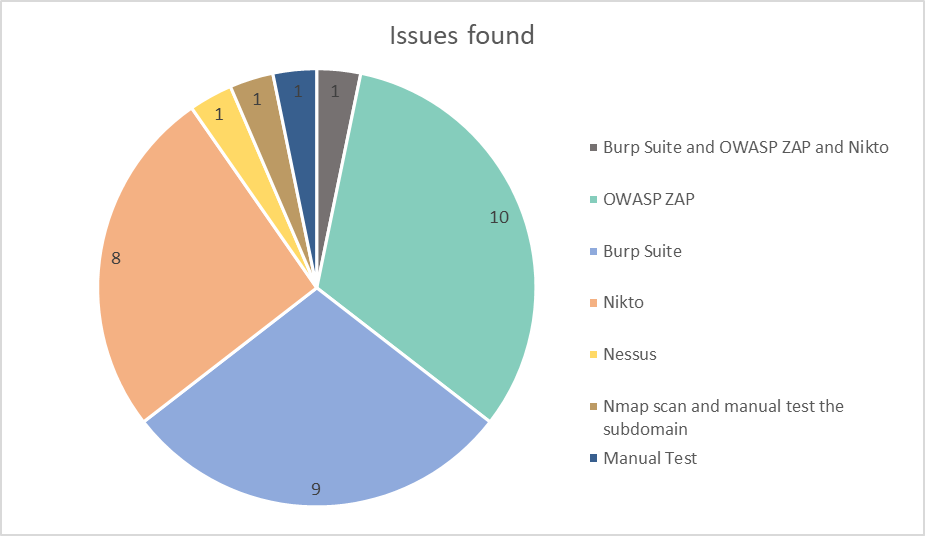 Issues found
1
1
1
1
10
8
9
Burp Suite and OWASP ZAP and Nikto
OWASP ZAP
Burp Suite
Nikto
Nessus
Nmap scan and manual test the
subdomain
Manual Test